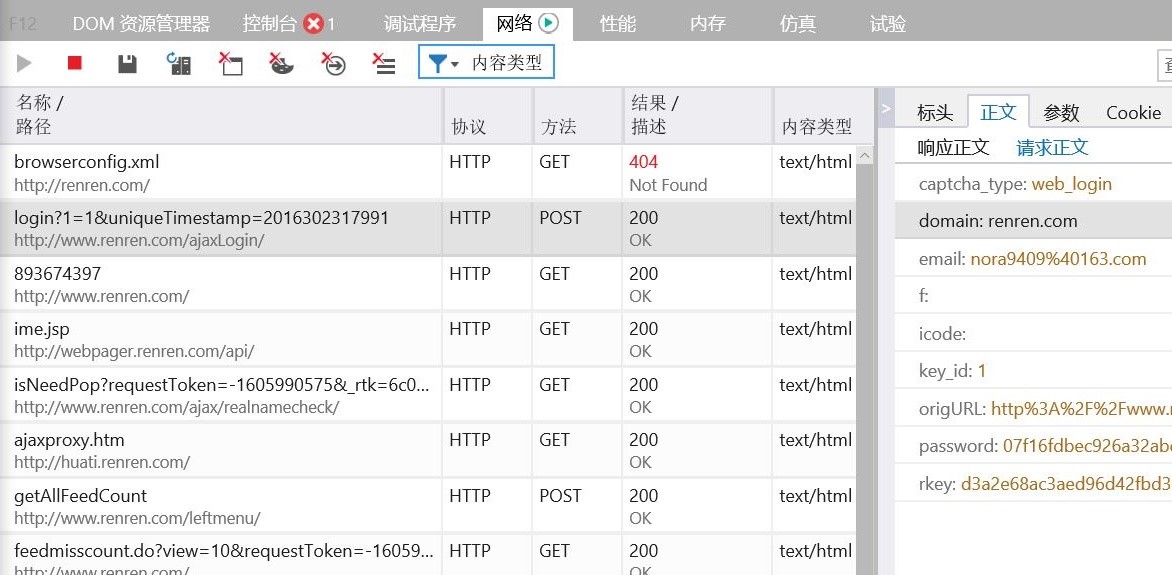 F12 DOM 资源管理器 控制台 1 调试程序 网络 性能 内存 仿真 试验
内容类型
名称 /
路径
协议
方法
结果 /
描述
内容类型
browserconfig.xml HTTP GET 404 text/html
http://renren.com/ Not Found
login?1=1&uniqueTimestamp=2016302317991 HTTP POST 200 text/html
http://www.renren.com/ajaxLogin/ OK
893674397 HTTP GET 200 text/html
http://www.renren.com/ OK
ime.jsp HTTP GET 200 text/html
http://webpager.renren.com/api/ OK
isNeedPop?requestToken=-1605990575&_rtk=6c0... HTTP GET 200 text/html
http://www.renren.com/ajax/realnamecheck/ OK
ajaxproxy.htm HTTP GET 200 text/html
http://huati.renren.com/ OK
getAllFeedCount HTTP POST 200 text/html
http://www.renren.com/leftmenu/ OK
feedmisscount.do?view=10&requestToken=-16059... HTTP GET 200 text/html
http://www.renren.com/ OK
标头 正文 参数 Cookie
响应正文 请求正文
captcha_type: web_login
domain: renren.com
email: nora9409%40163.com
f:
icode:
key_id: 1
origURL: http%3A%2F%2Fwww.
password: 07f16fdbec926a32ab
rkey: d3a2e68ac3aed96d42fbd3